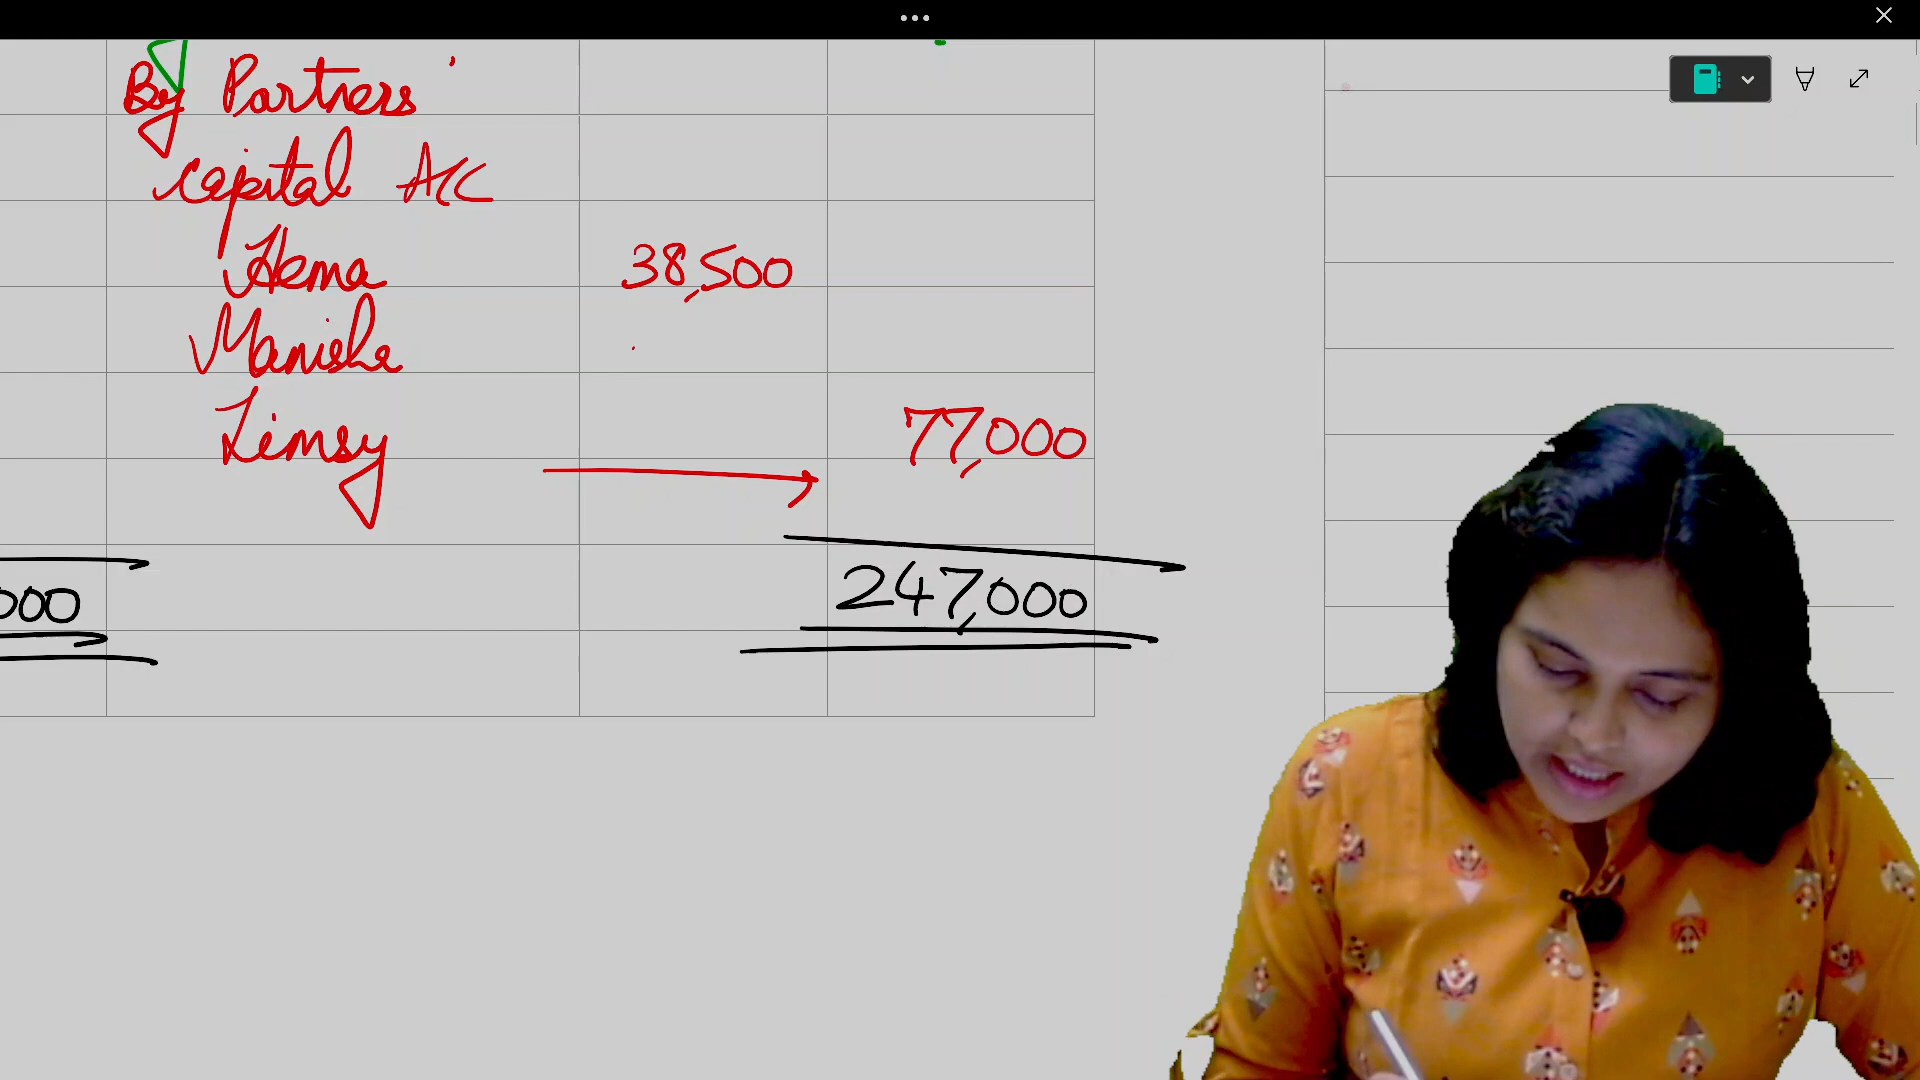 By Partners'
capital A/C
Hema 38,500
Manisha
Limsy 77,000
000 247,000